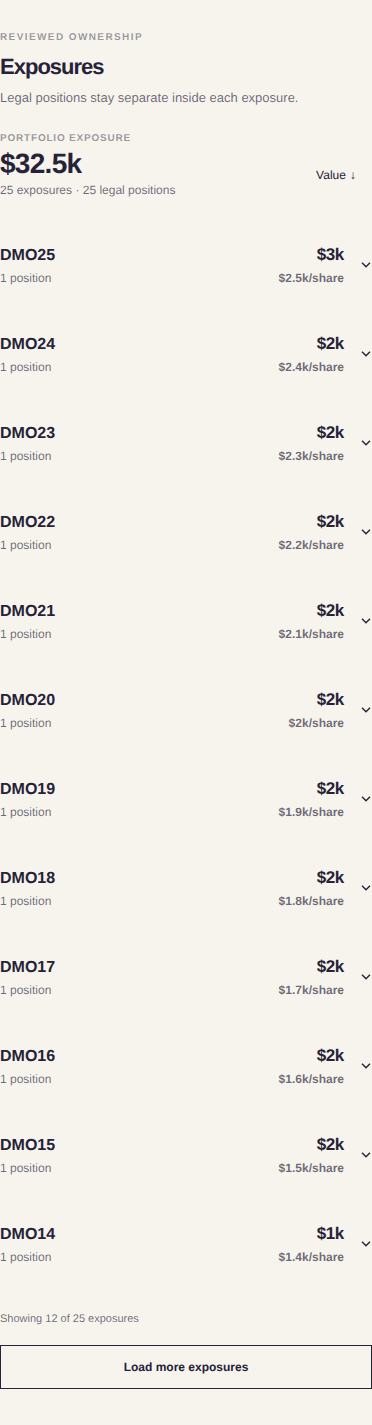 REVIEWED OWNERSHIP
Exposures
Legal positions stay separate inside each exposure.
PORTFOLIO EXPOSURE
$32.5k
25 exposures · 25 legal positions
Value ↓
DMO25 $3k
1 position $2.5k/share
DMO24 $2k
1 position $2.4k/share
DMO23 $2k
1 position $2.3k/share
DMO22 $2k
1 position $2.2k/share
DMO21 $2k
1 position $2.1k/share
DMO20 $2k
1 position $2k/share
DMO19 $2k
1 position $1.9k/share
DMO18 $2k
1 position $1.8k/share
DMO17 $2k
1 position $1.7k/share
DMO16 $2k
1 position $1.6k/share
DMO15 $2k
1 position $1.5k/share
DMO14 $1k
1 position $1.4k/share
Showing 12 of 25 exposures
Load more exposures